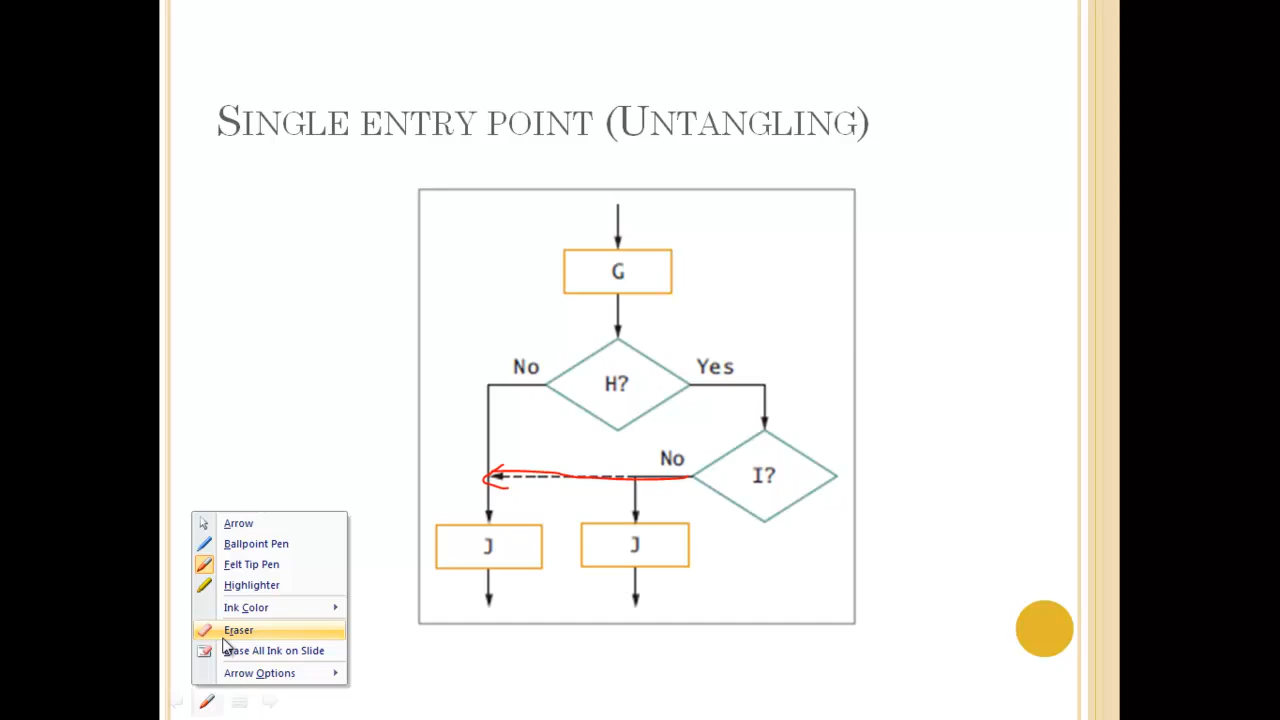 SINGLE ENTRY POINT (UNTANGLING)
G
No
H?
Yes
No
I?
J
J
Arrow
Ballpoint Pen
Felt Tip Pen
Highlighter
Ink Color
Eraser
Erase All Ink on Slide
Arrow Options